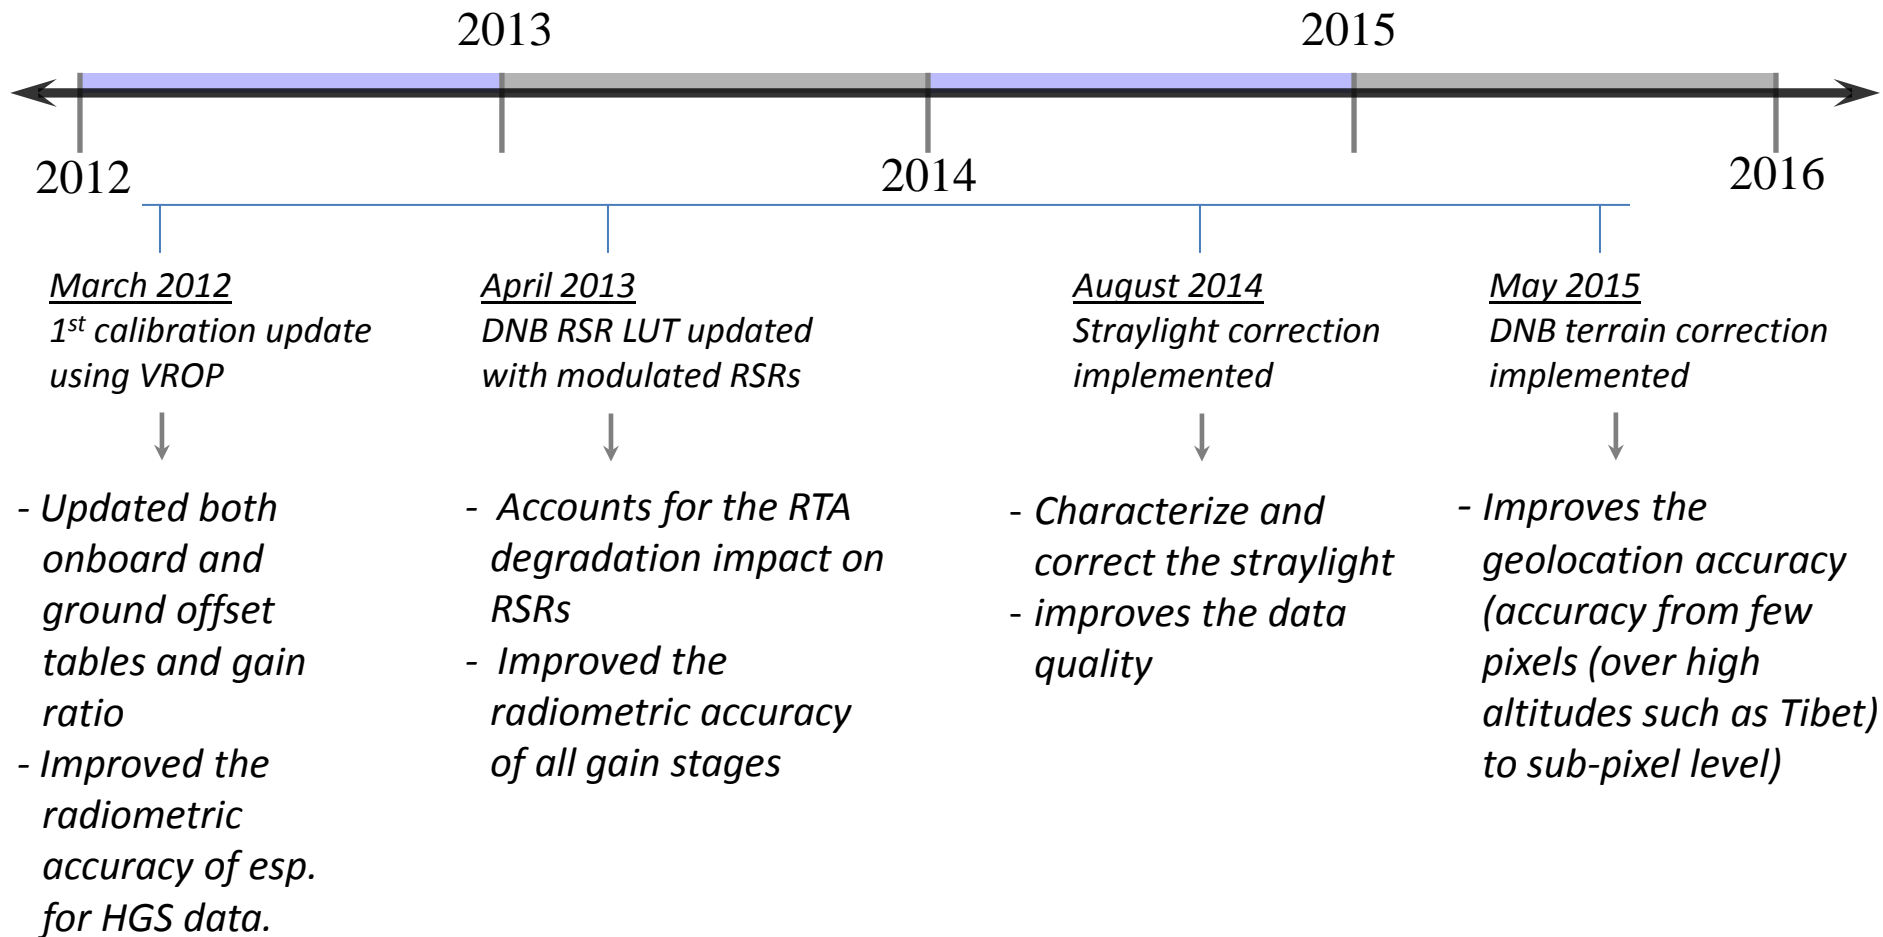 2013
2015
2012
2014
2016
March 2012
1st calibration update
using VROP
- Updated both
onboard and
ground offset
tables and gain
ratio
- Improved the
radiometric
accuracy of esp.
for HGS data.
April 2013
DNB RSR LUT updated
with modulated RSRs
- Accounts for the RTA
degradation impact on
RSRs
- Improved the
radiometric accuracy
of all gain stages
August 2014
Straylight correction
implemented
- Characterize and
correct the straylight
- improves the data
quality
May 2015
DNB terrain correction
implemented
- Improves the
geolocation accuracy
(accuracy from few
pixels (over high
altitudes such as Tibet)
to sub-pixel level)